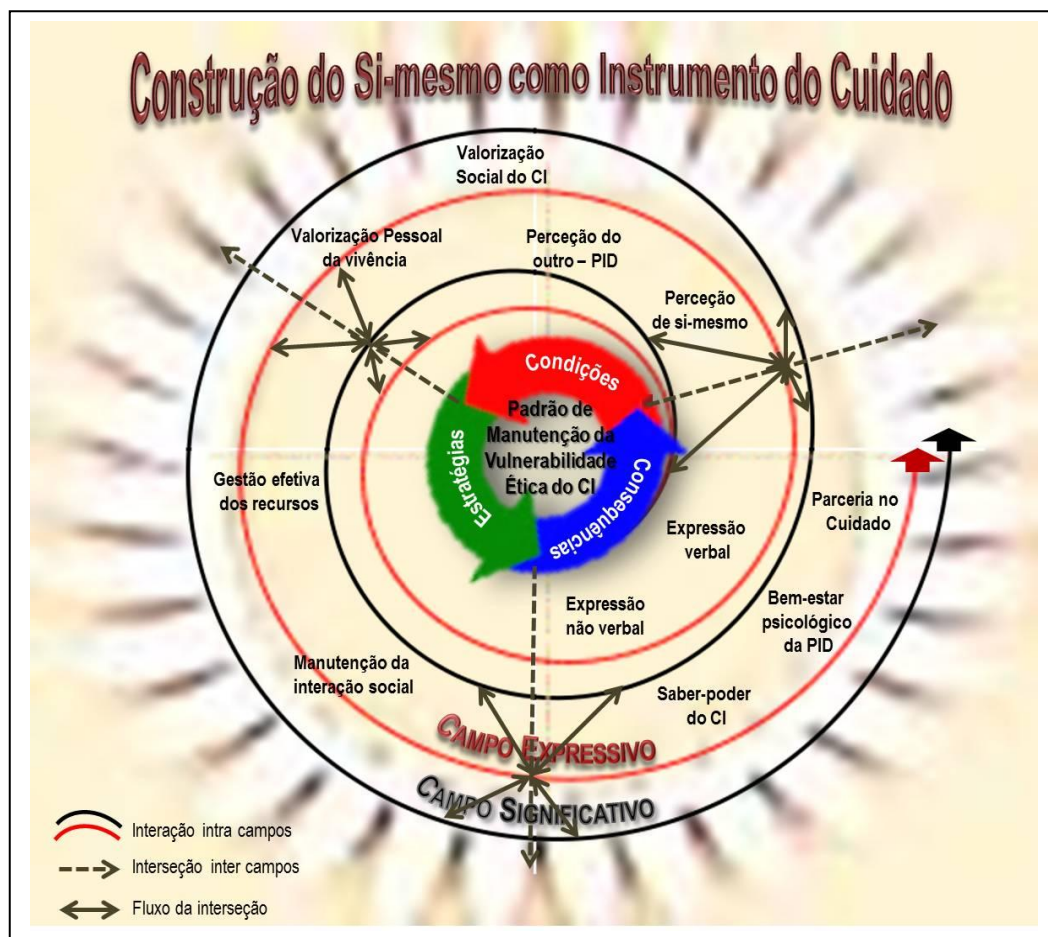 Construção do Si-mesmo como Instrumento do Cuidado
Valorização
Social do CI
Valorização Pessoal
da vivência
Perceção do
outro – PID
Perceção
de si-mesmo
Condições
Padrão de
Manutenção da
Vulnerabilidade
Ética do CI
Estratégias
Consequências
Gestão efetiva
dos recursos
Parceria no
Cuidado
Expressão
verbal
Expressão
não verbal
Bem-estar
psicológico
da PID
Manutenção da
interação social
Saber-poder
do CI
CAMPO EXPRESSIVO
CAMPO SIGNIFICATIVO
Interação intra campos
Interseção inter campos
Fluxo da interseção